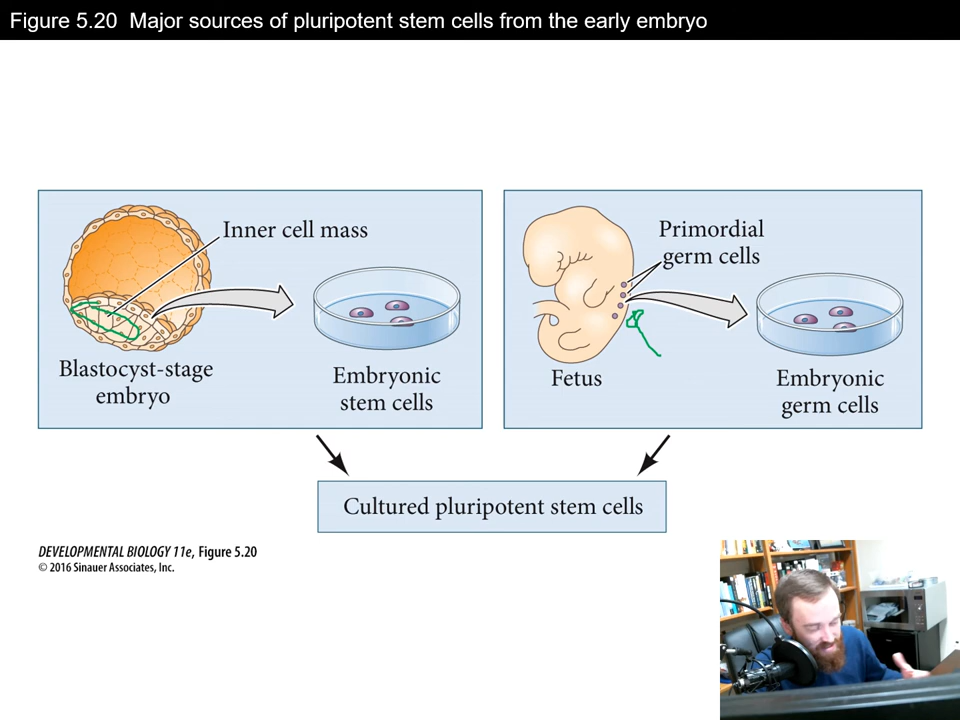 Figure 5.20 Major sources of pluripotent stem cells from the early embryo
Inner cell mass
Blastocyst-stage
embryo
Embryonic
stem cells
Primordial
germ cells
Fetus
Embryonic
germ cells
Cultured pluripotent stem cells
DEVELOPMENTAL BIOLOGY 11e, Figure 5.20
© 2016 Sinauer Associates, Inc.